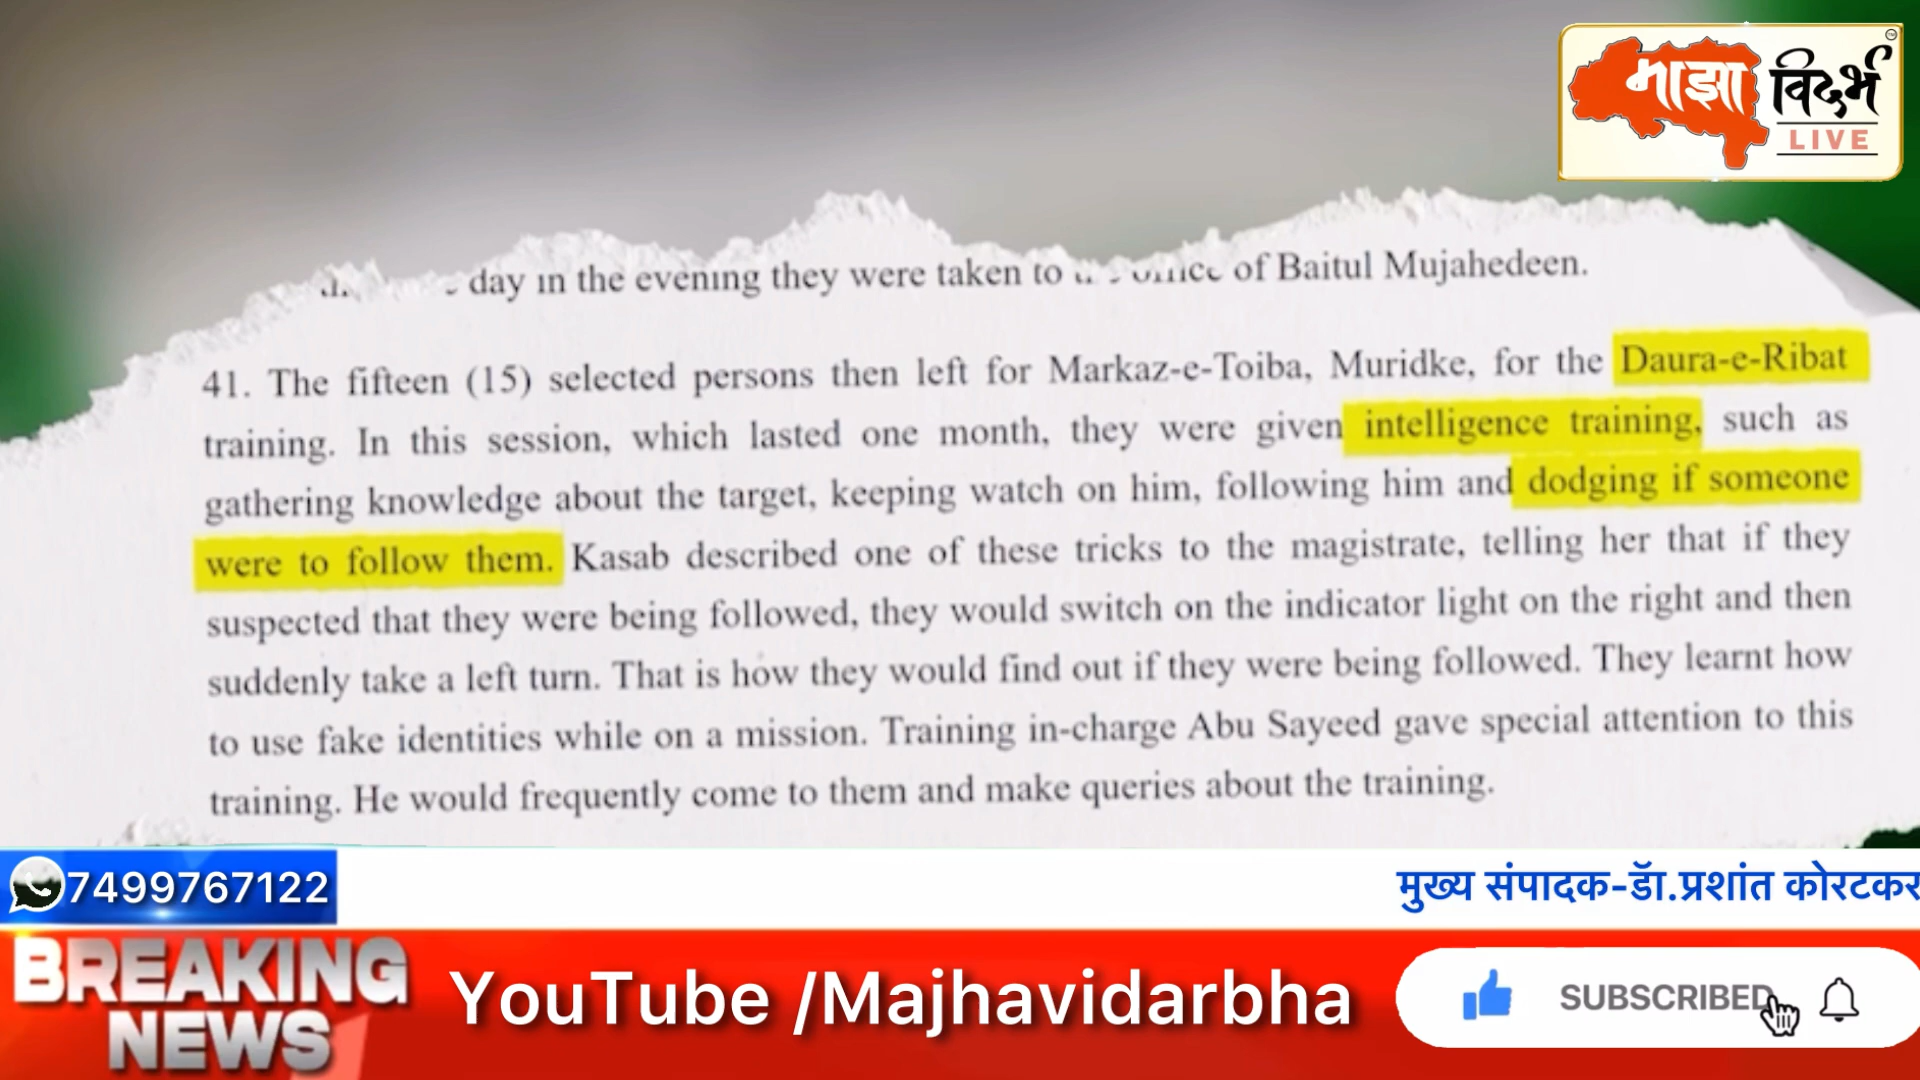 माझा विदर्भ
LIVE
day in the evening they were taken to office of Baitul Mujahedeen.
41. The fifteen (15) selected persons then left for Markaz-e-Toiba, Muridke, for the Daura-e-Ribat
training. In this session, which lasted one month, they were given intelligence training, such as
gathering knowledge about the target, keeping watch on him, following him and dodging if someone
were to follow them. Kasab described one of these tricks to the magistrate, telling her that if they
suspected that they were being followed, they would switch on the indicator light on the right and then
suddenly take a left turn. That is how they would find out if they were being followed. They learnt how
to use fake identities while on a mission. Training in-charge Abu Sayeed gave special attention to this
training. He would frequently come to them and make queries about the training.
7499767122
मुख्य संपादक-डॉ.प्रशांत कोरटकर
BREAKING
NEWS
YouTube /Majhavidarbha
SUBSCRIBED